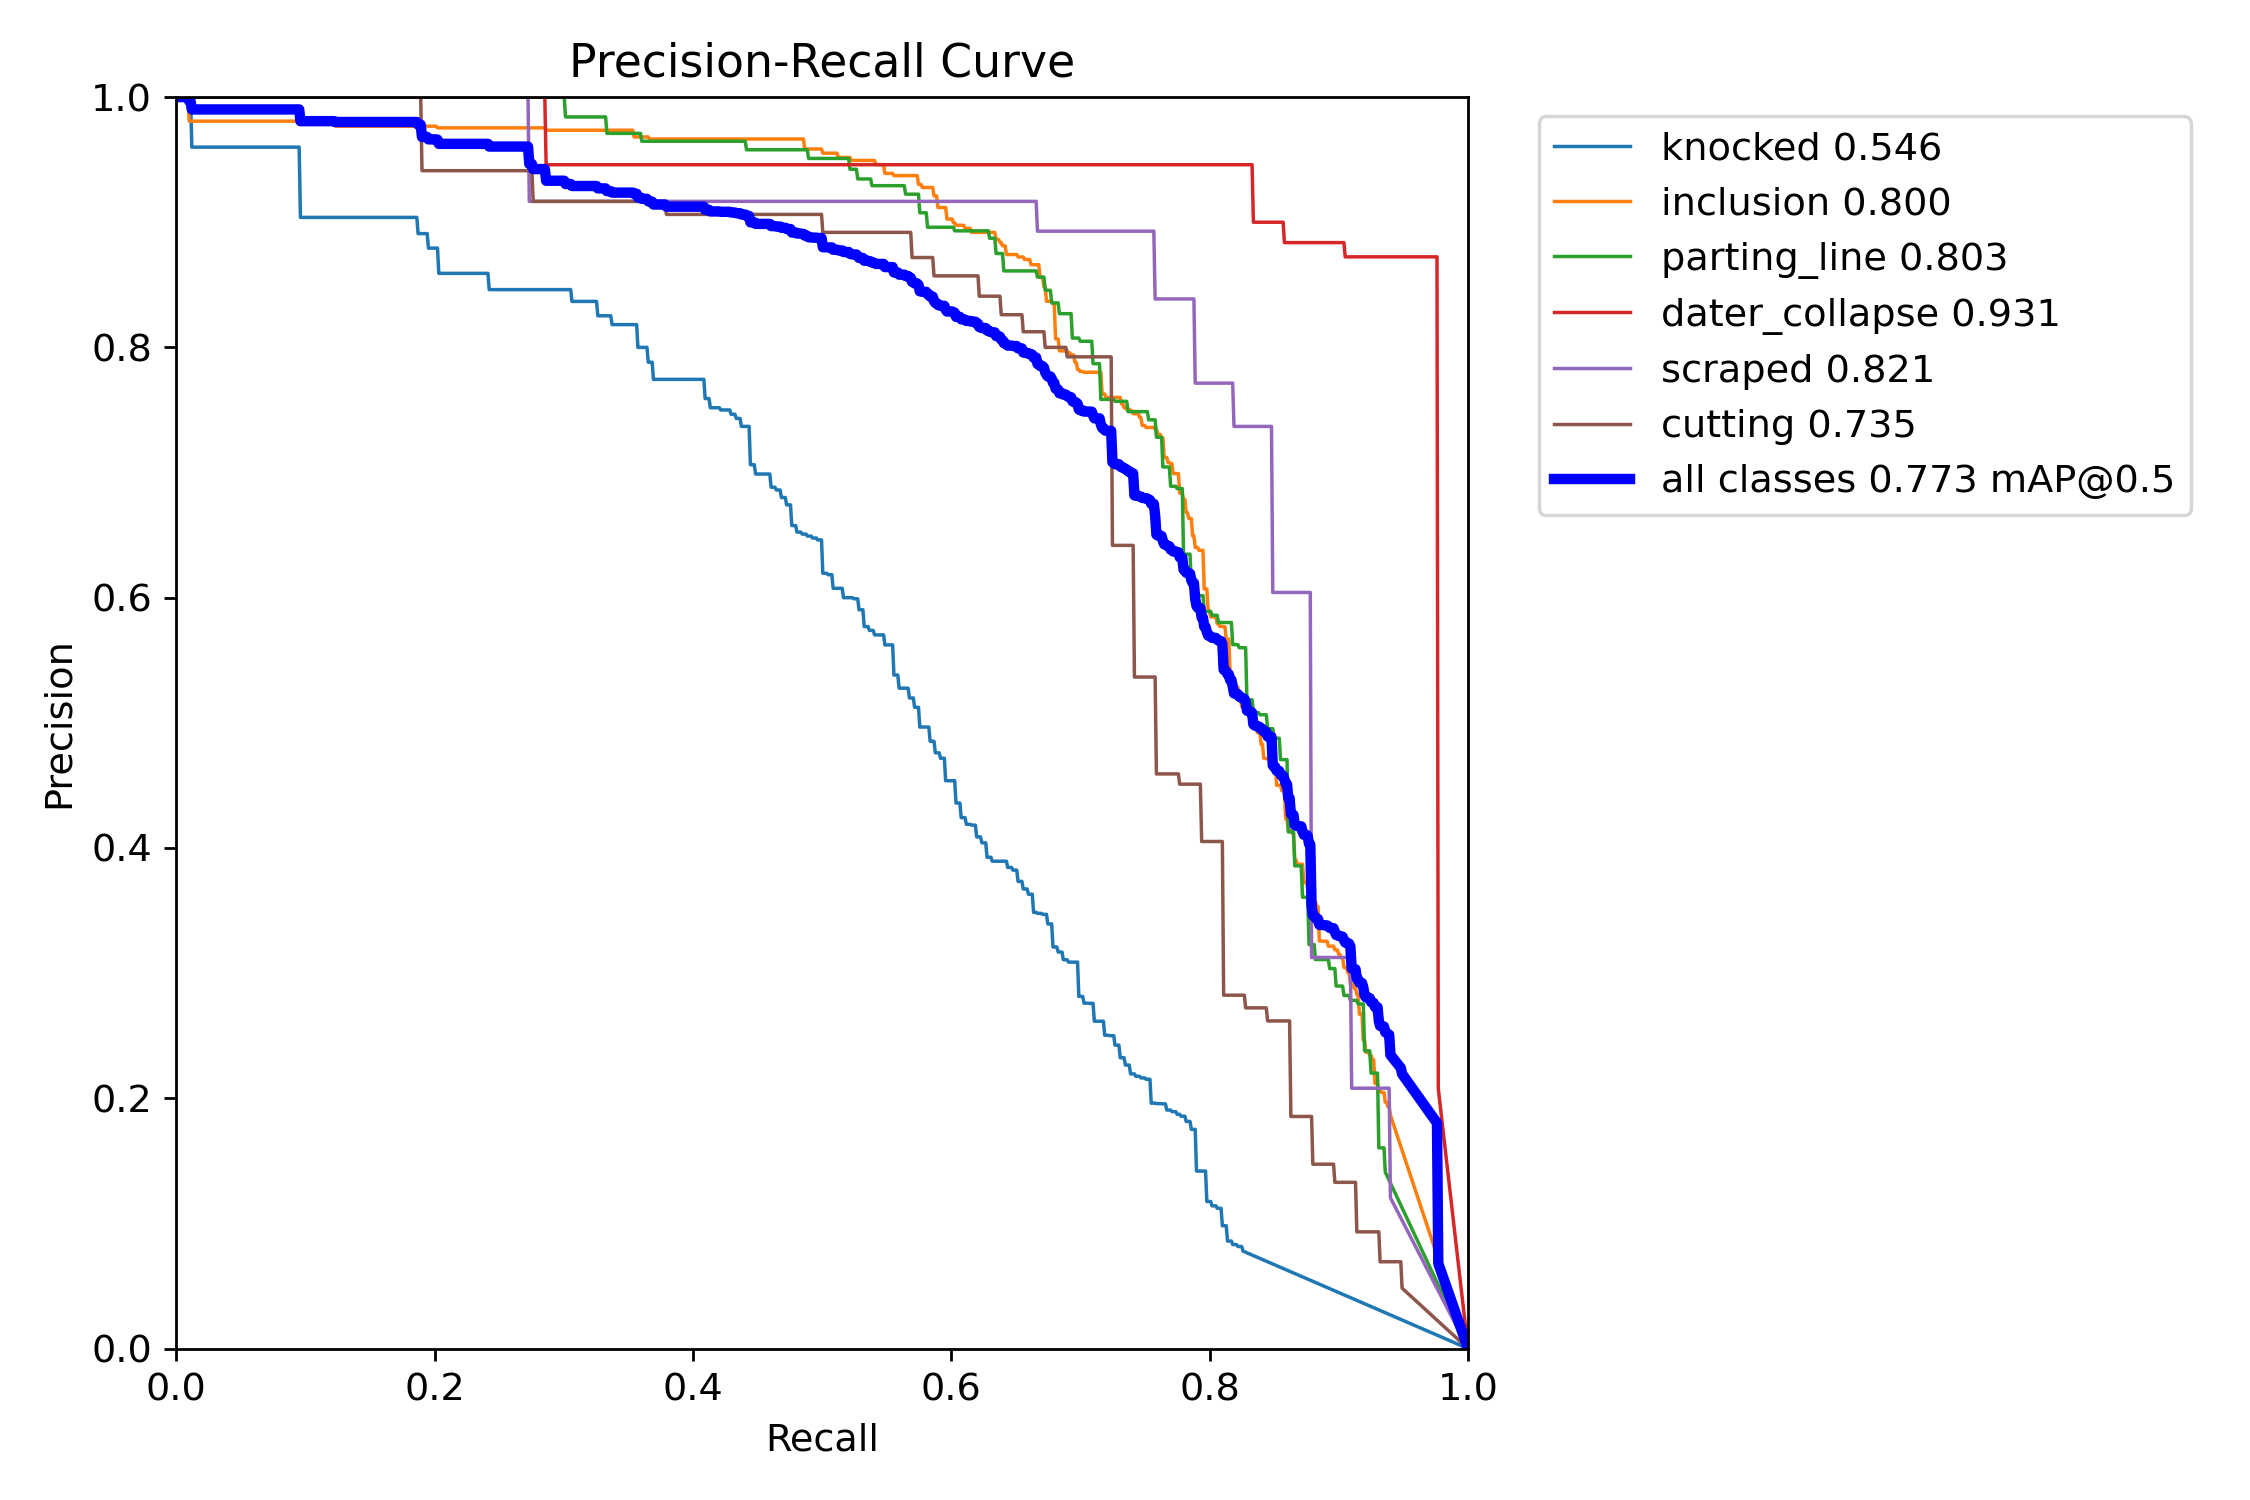 Precision-Recall Curve
1.0
0.8
0.6
0.4
0.2
0.0
Precision
0.0 0.2 0.4 0.6 0.8 1.0
Recall
knocked 0.546
inclusion 0.800
parting_line 0.803
dater_collapse 0.931
scraped 0.821
cutting 0.735
all classes 0.773 mAP@0.5